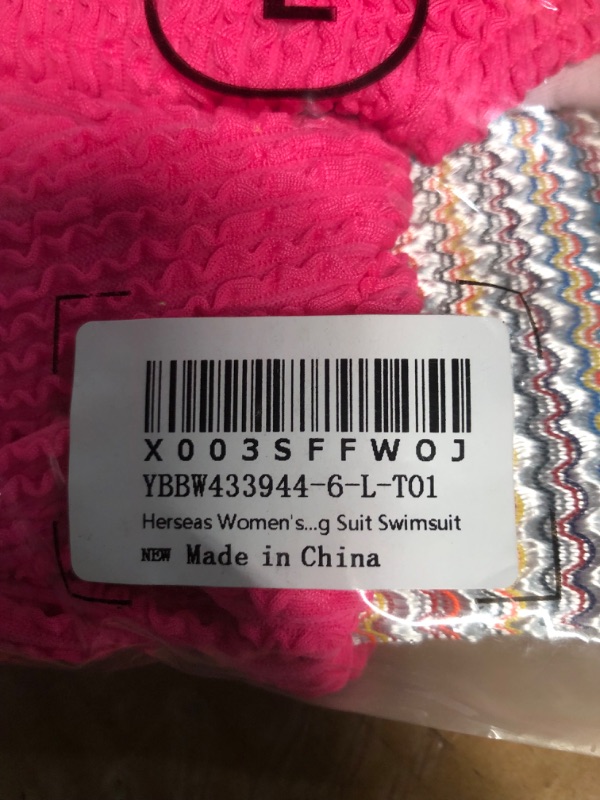 L
X003SFFWOJ
YBBW433944-6-L-T01
Herseas Women's...g Suit Swimsuit
NEW Made in China